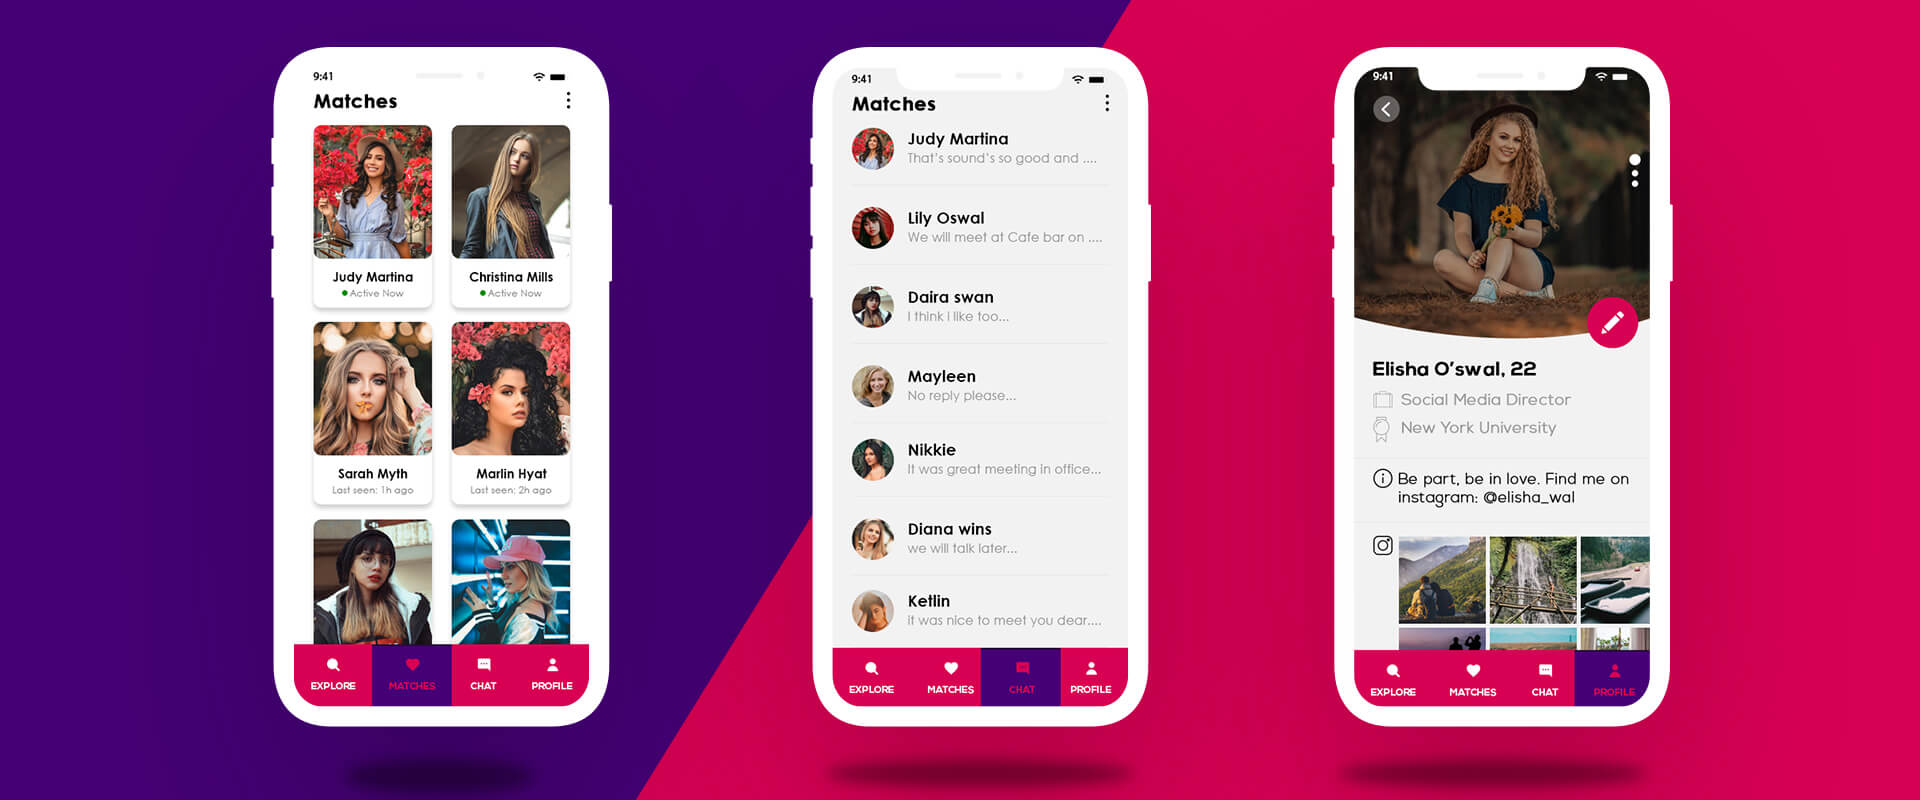 9:41
Matches
Judy Martina
Active Now
Christina Mills
Active Now
Sarah Myth
Last seen: 1h ago
Marlin Hyat
Last seen: 2h ago
EXPLORE
MATCHES
CHAT
PROFILE
9:41
Matches
Judy Martina
That's sound's so good and ....
Lily Oswal
We will meet at Cafe bar on ....
Daira swan
I think i like too...
Mayleen
No reply please...
Nikkie
It was great meeting in office...
Diana wins
we will talk later...
Ketlin
it was nice to meet you dear....
EXPLORE
MATCHES
CHAT
PROFILE
9:41
Elisha O'swal, 22
Social Media Director
New York University
Be part, be in love. Find me on
instagram: @elisha_wal
EXPLORE
MATCHES
CHAT
PROFILE